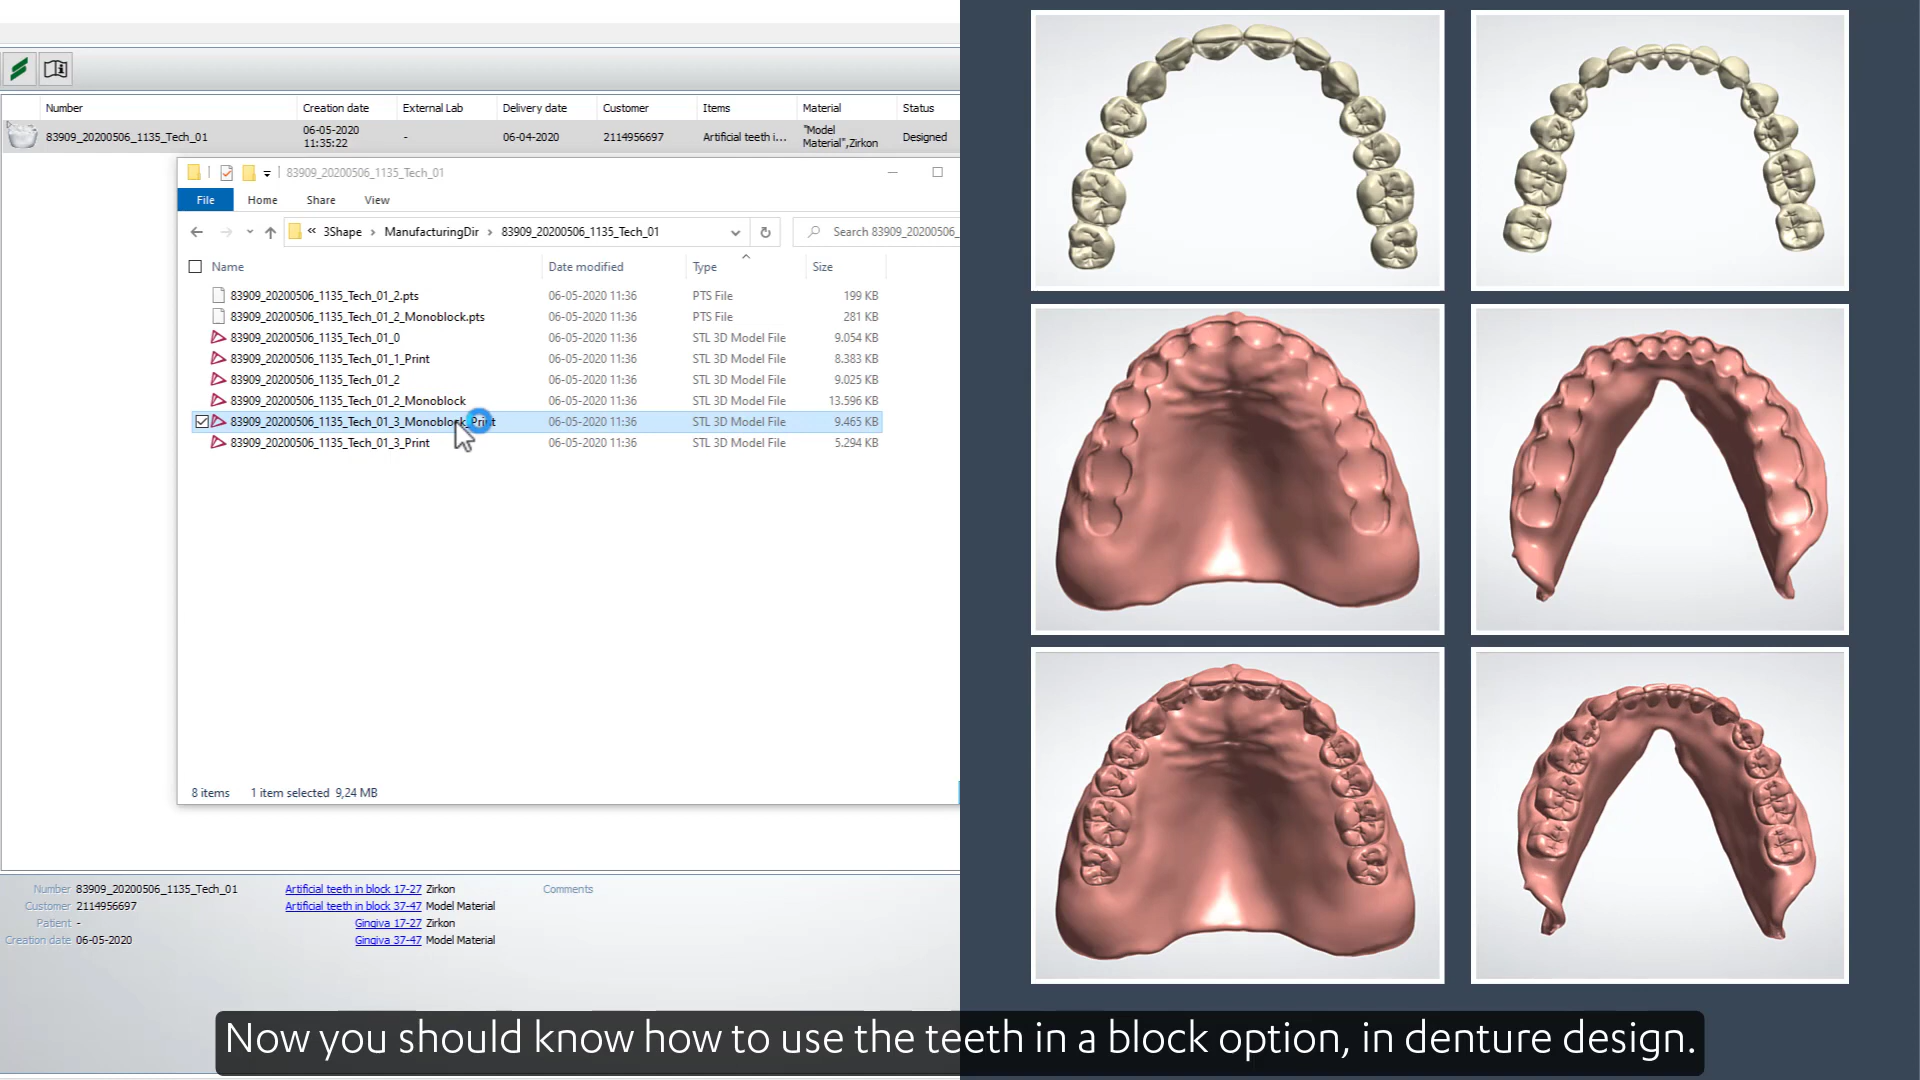 Number Creation date External Lab Delivery date Customer Items Material Status
83909_20200506_1135_Tech_01 06-05-2020 11:35:22 - 06-04-2020 2114956697 Artificial teeth i... "Model Material",Zirkon Designed
83909_20200506_1135_Tech_01
File Home Share View
« 3Shape › ManufacturingDir › 83909_20200506_1135_Tech_01 Search 83909_20200506_
Name Date modified Type Size
83909_20200506_1135_Tech_01_2.pts 06-05-2020 11:36 PTS File 199 KB
83909_20200506_1135_Tech_01_2_Monoblock.pts 06-05-2020 11:36 PTS File 281 KB
83909_20200506_1135_Tech_01_0 06-05-2020 11:36 STL 3D Model File 9.054 KB
83909_20200506_1135_Tech_01_1_Print 06-05-2020 11:36 STL 3D Model File 8.383 KB
83909_20200506_1135_Tech_01_2 06-05-2020 11:36 STL 3D Model File 9.025 KB
83909_20200506_1135_Tech_01_2_Monoblock 06-05-2020 11:36 STL 3D Model File 13.596 KB
83909_20200506_1135_Tech_01_3_Monoblock_Print 06-05-2020 11:36 STL 3D Model File 9.465 KB
83909_20200506_1135_Tech_01_3_Print 06-05-2020 11:36 STL 3D Model File 5.294 KB
8 items 1 item selected 9,24 MB
Number 83909_20200506_1135_Tech_01 Artificial teeth in block 17-27 Zirkon Comments
Customer 2114956697 Artificial teeth in block 37-47 Model Material
Patient - Gingiva 17-27 Zirkon
Creation date 06-05-2020 Gingiva 37-47 Model Material
Now you should know how to use the teeth in a block option, in denture design.